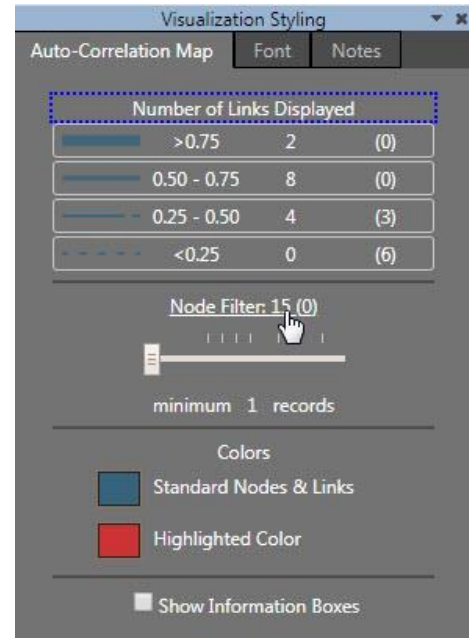 Visualization Styling
Auto-Correlation Map Font Notes
Number of Links Displayed
>0.75 2 (0)
0.50 - 0.75 8 (0)
0.25 - 0.50 4 (3)
<0.25 0 (6)
Node Filter: 15 (0)
minimum 1 records
Colors
Standard Nodes & Links
Highlighted Color
Show Information Boxes